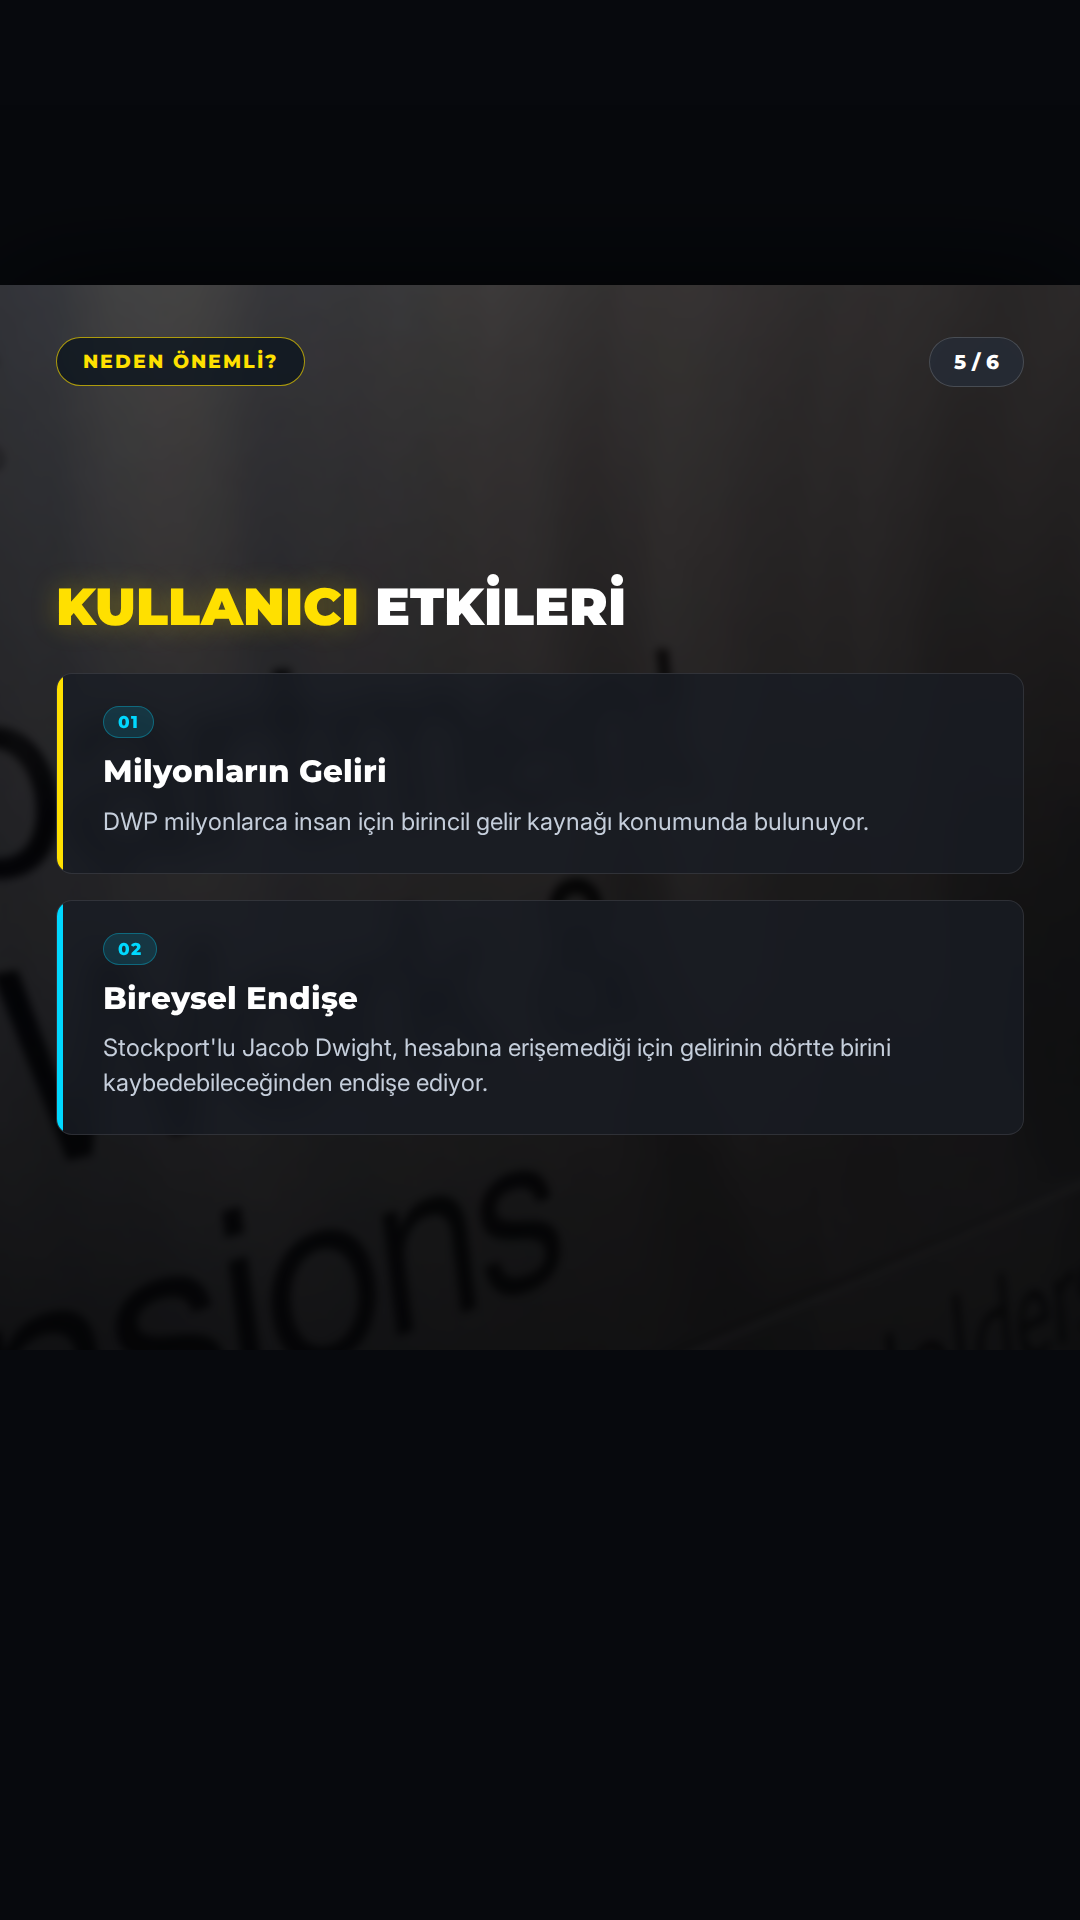 NEDEN ÖNEMLİ?
5 / 6
KULLANICI ETKİLERİ
01
Milyonların Geliri
DWP milyonlarca insan için birincil gelir kaynağı konumunda bulunuyor.
02
Bireysel Endişe
Stockport'lu Jacob Dwight, hesabına erişemediği için gelirinin dörtte birini
kaybedebileceğinden endişe ediyor.